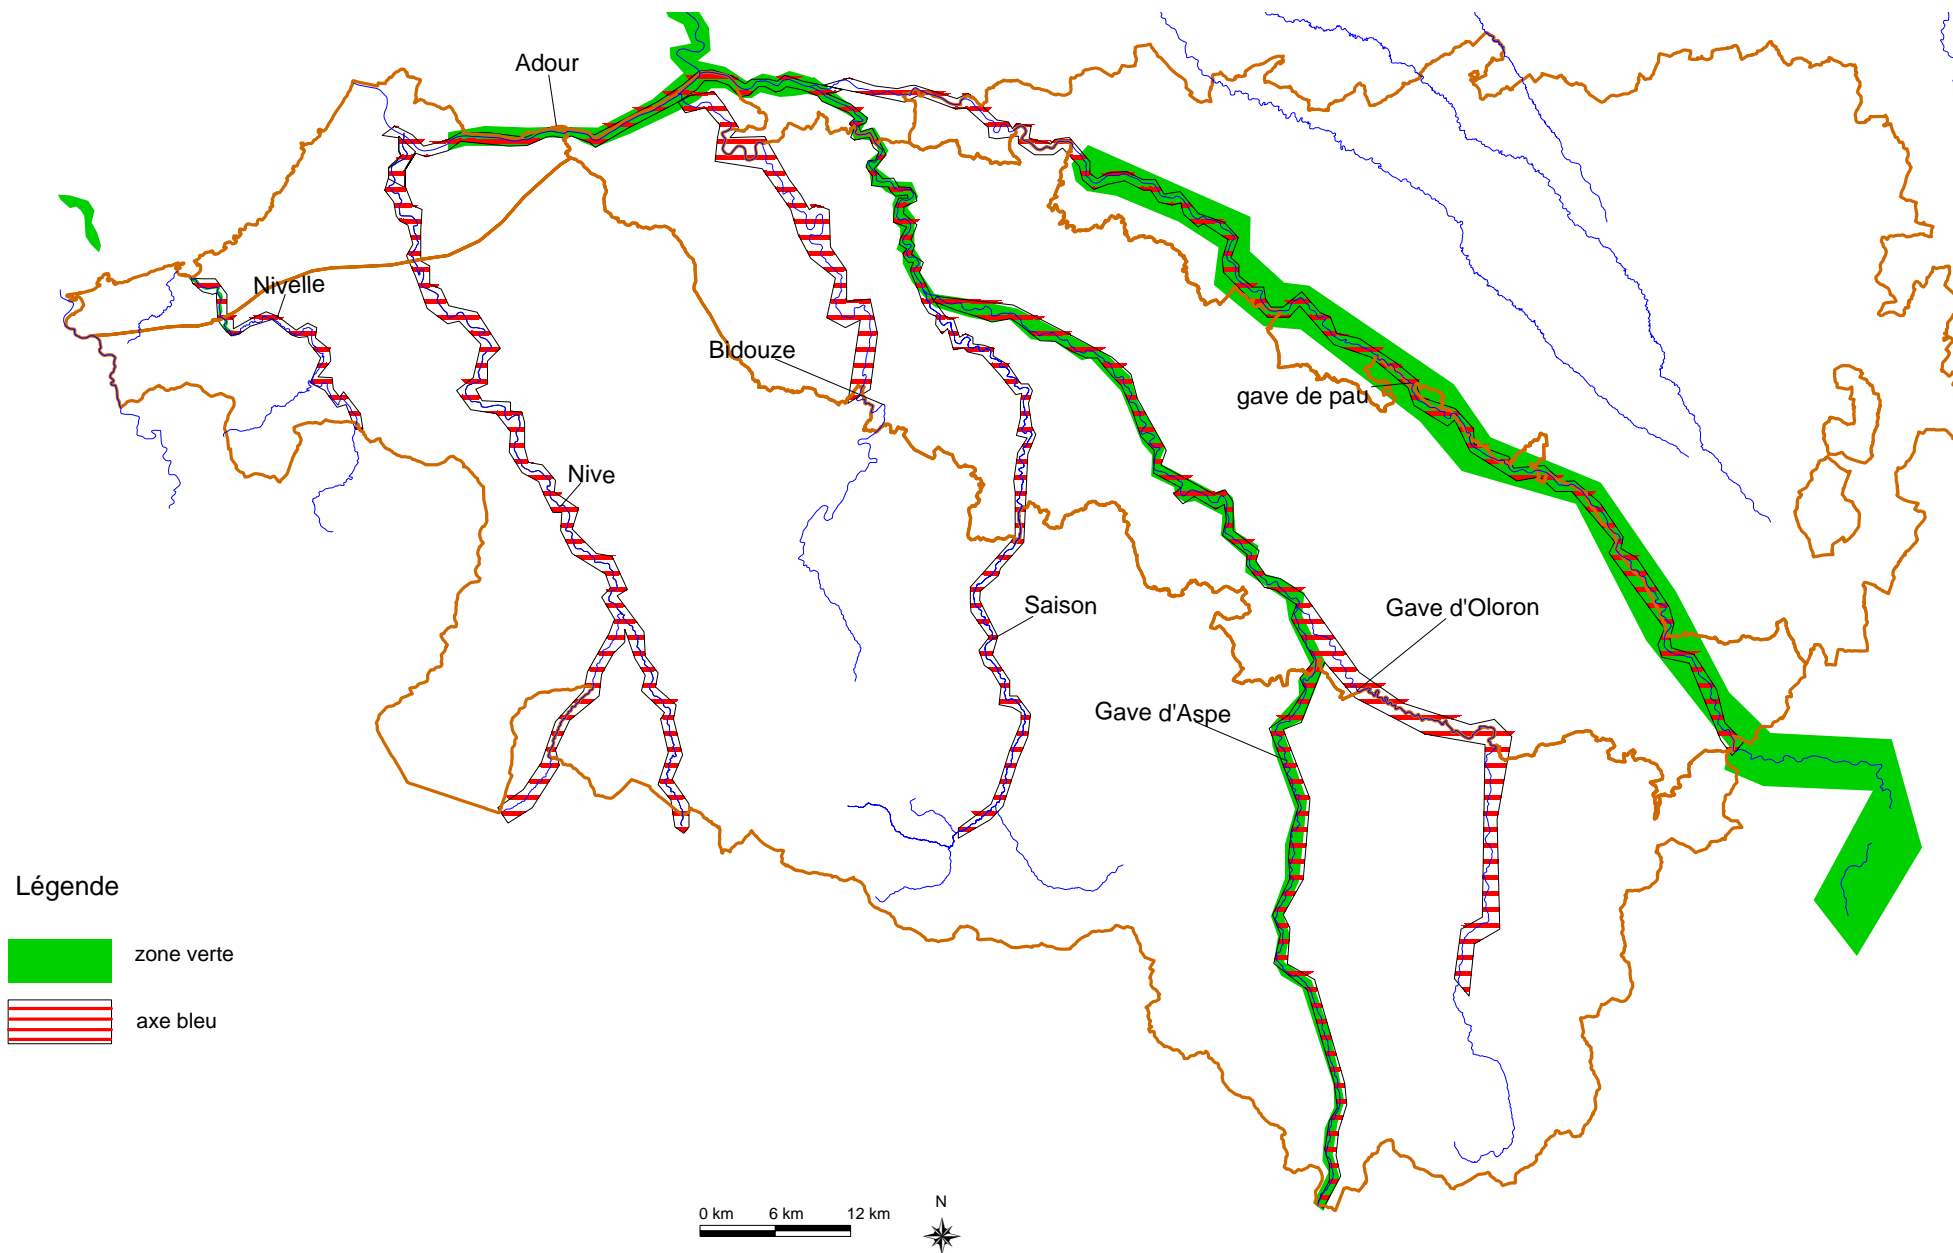 Adour
Nivelle
Bidouze
gave de pau
Nive
Saison
Gave d'Oloron
Gave d'Aspe
Légende
zone verte
axe bleu
0 km 6 km 12 km
N